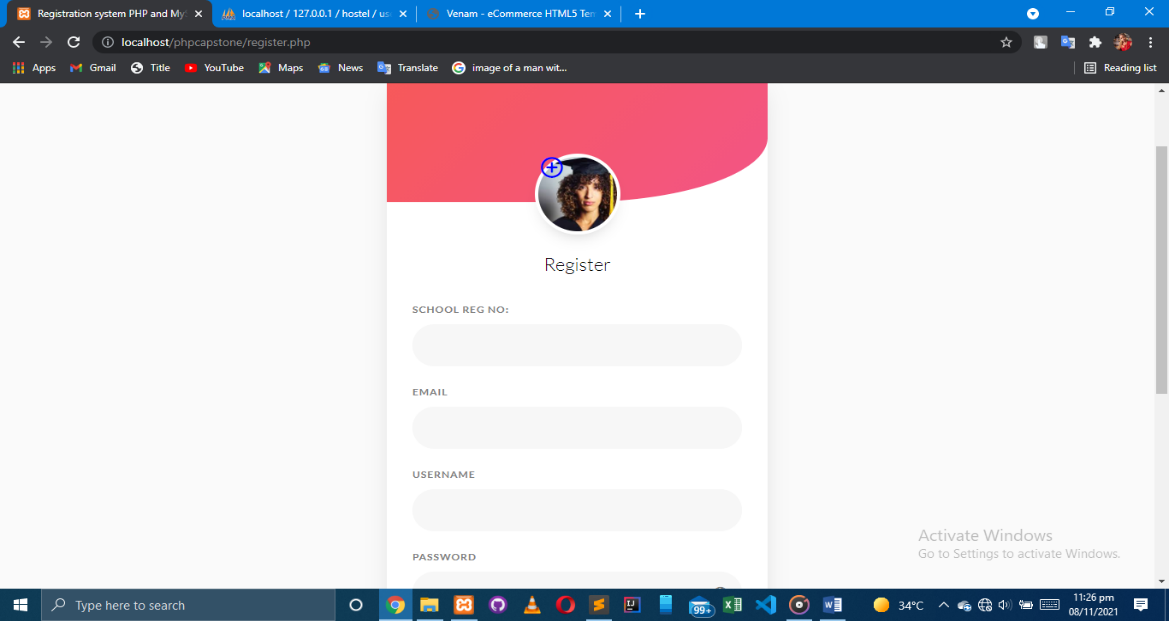 Registration system PHP and My
localhost / 127.0.0.1 / hostel / us
Venam - eCommerce HTML5 Ten
localhost/phpcapstone/register.php
Apps
Gmail
Title
YouTube
Maps
News
Translate
image of a man wit...
Reading list
Register
SCHOOL REG NO:
EMAIL
USERNAME
PASSWORD
Activate Windows
Go to Settings to activate Windows.
Type here to search
99+
34°C
11:26 pm
08/11/2021